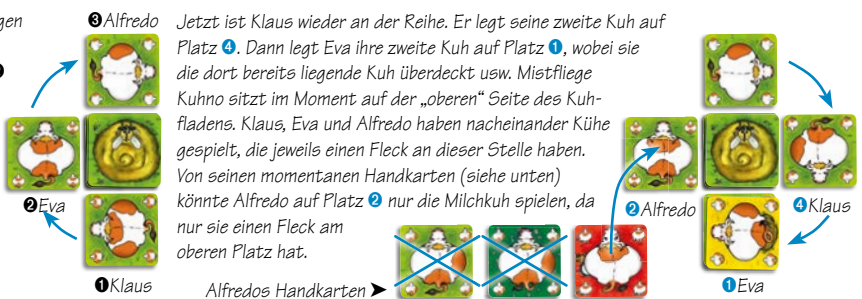 gen
❸Alfredo
❷Eva
❶Klaus
Jetzt ist Klaus wieder an der Reihe. Er legt seine zweite Kuh auf
Platz ❹. Dann legt Eva ihre zweite Kuh auf Platz ❶, wobei sie
die dort bereits liegende Kuh überdeckt usw. Mistfliege
Kuhno sitzt im Moment auf der „oberen“ Seite des Kuh-
fladens. Klaus, Eva und Alfredo haben nacheinander Kühe
gespielt, die jeweils einen Fleck an dieser Stelle haben.
Von seinen momentanen Handkarten (siehe unten)
könnte Alfredo auf Platz ❷ nur die Milchkuh spielen, da
nur sie einen Fleck am
oberen Platz hat.
Alfredos Handkarten ➤
❷Alfredo
❹Klaus
❶Eva